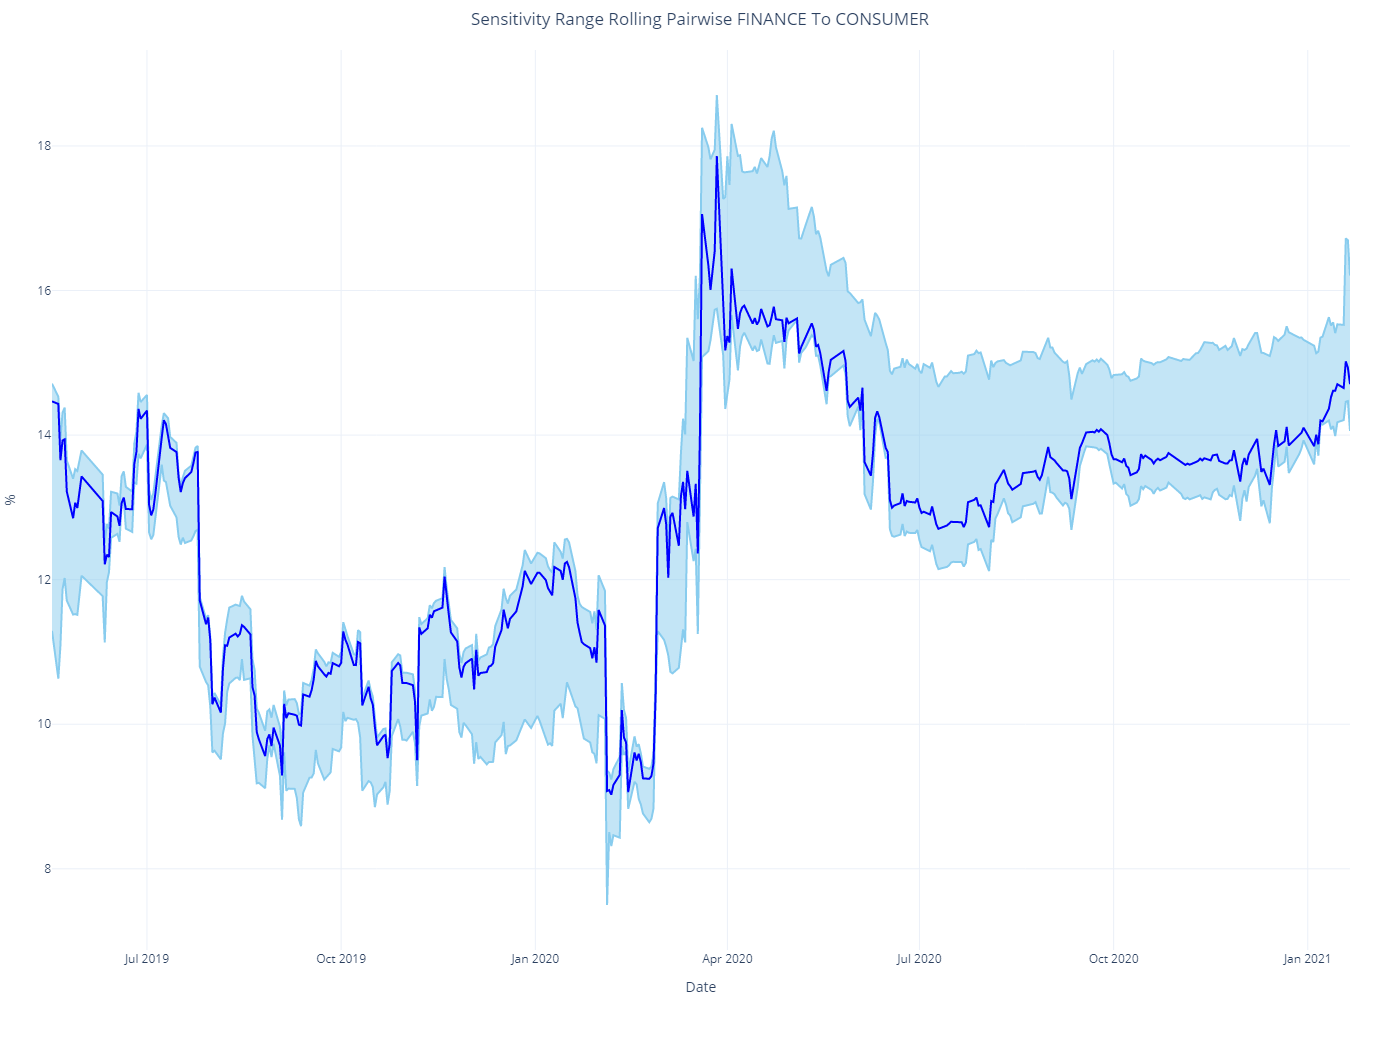 Sensitivity Range Rolling Pairwise FINANCE To CONSUMER
18
16
14
12
10
8
%
Jul 2019
Oct 2019
Jan 2020
Apr 2020
Jul 2020
Oct 2020
Jan 2021
Date